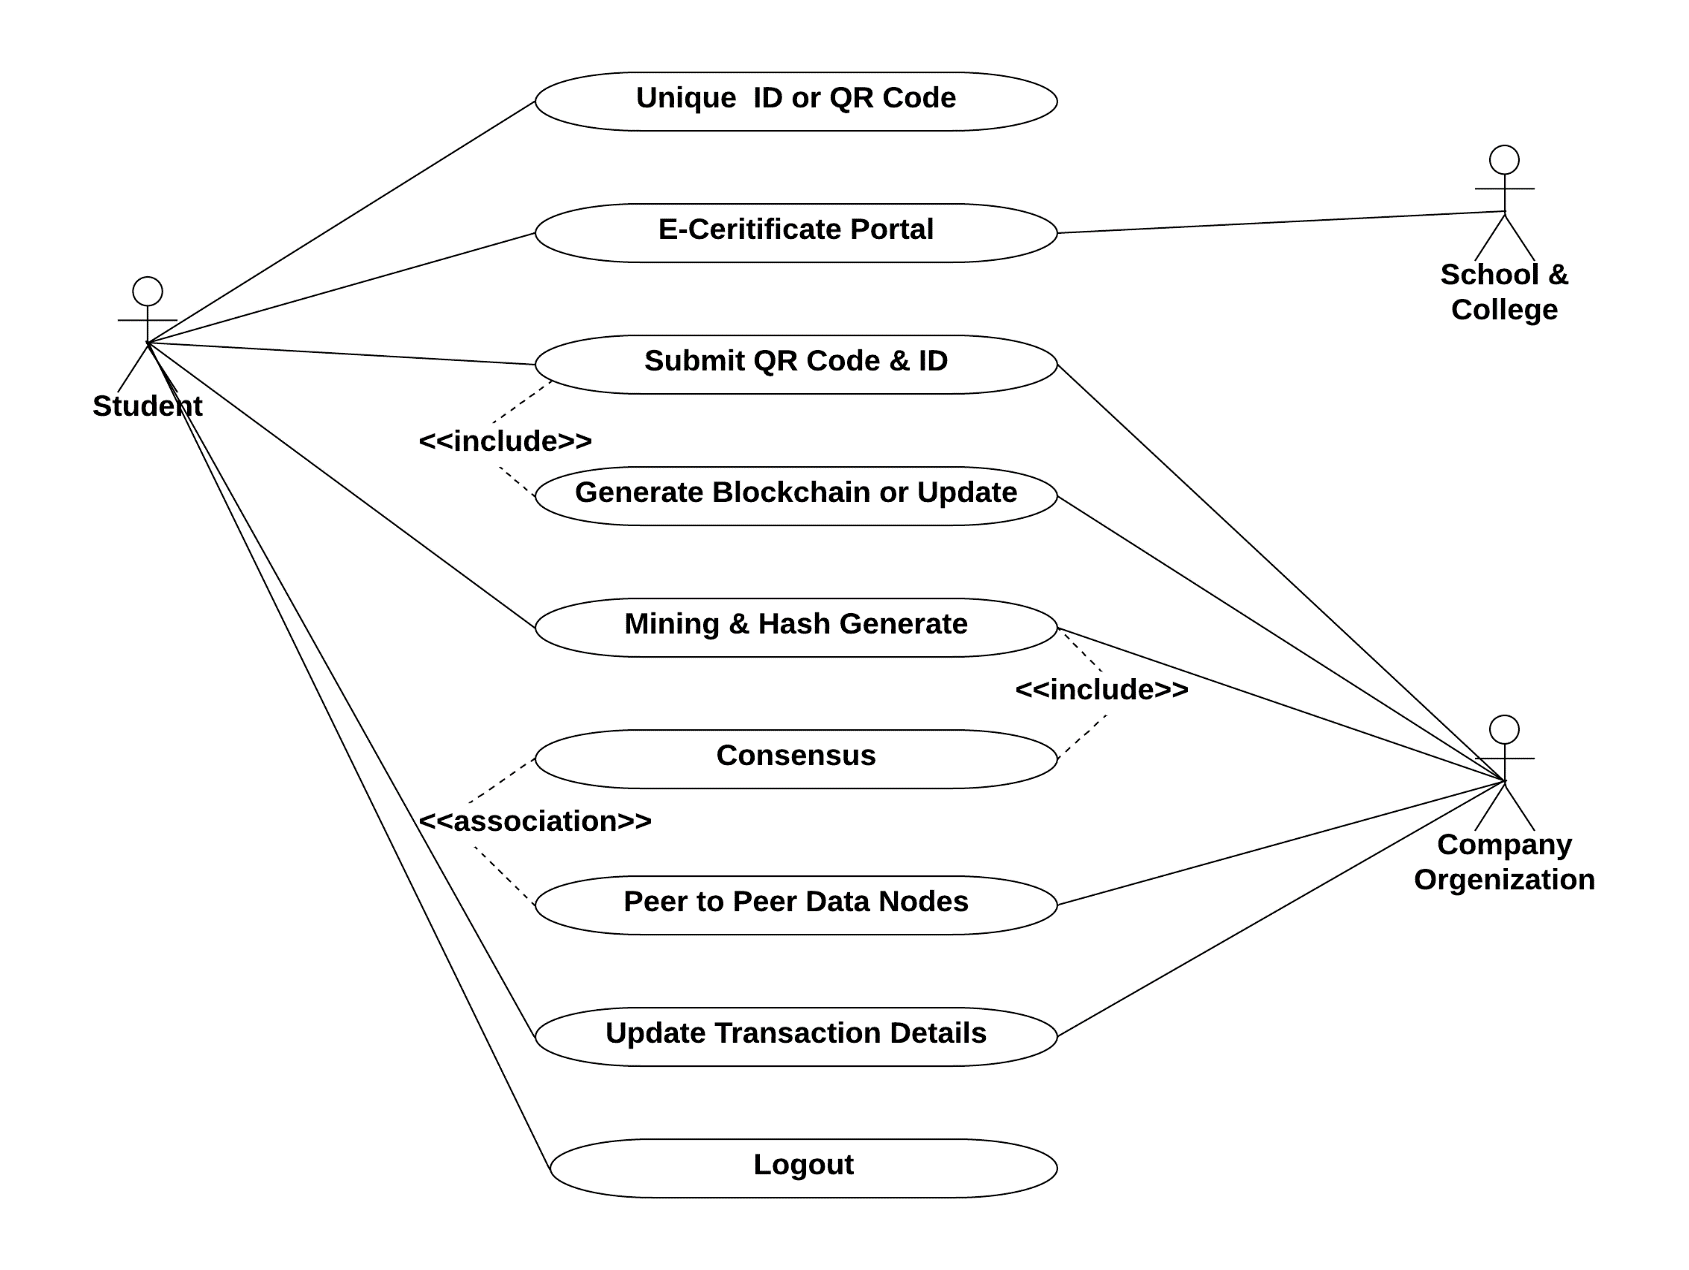 Unique  ID or QR Code
E-Ceritificate Portal
School &
College
Student
Submit QR Code & ID
<<include>>
Generate Blockchain or Update
Mining & Hash Generate
<<include>>
Consensus
<<association>>
Company
Orgenization
Peer to Peer Data Nodes
Update Transaction Details
Logout